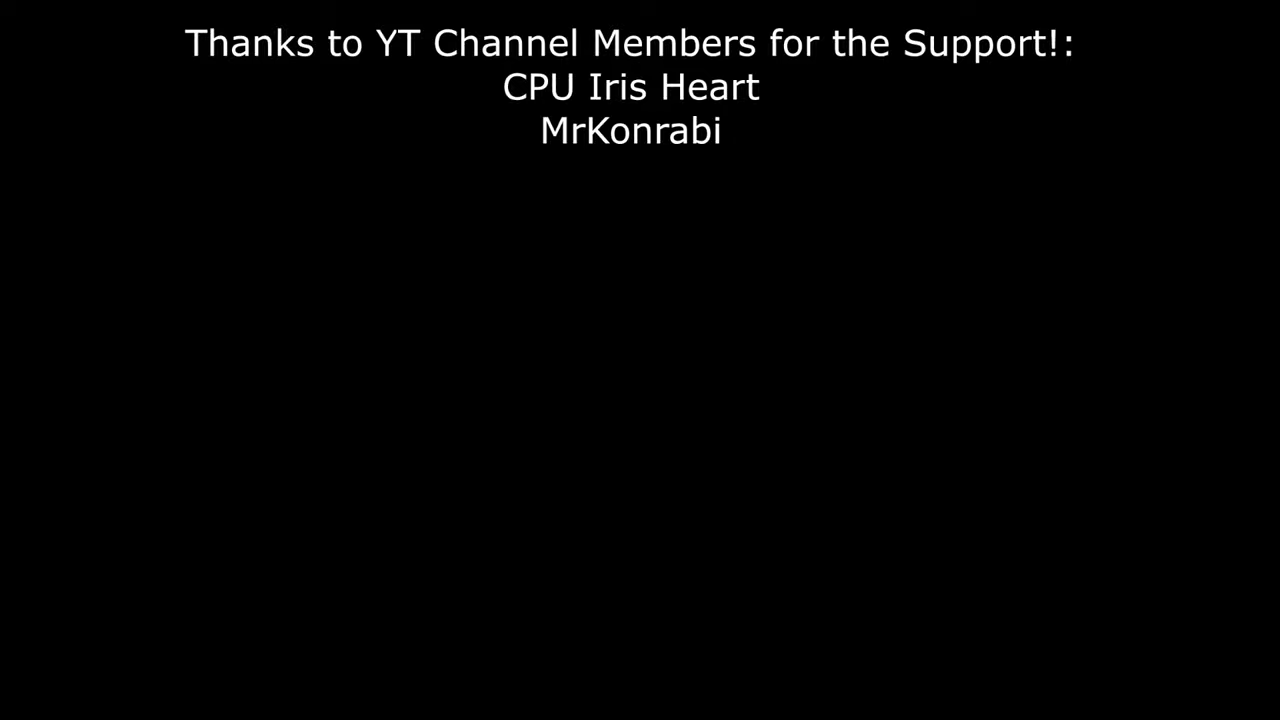 Thanks to YT Channel Members for the Support!:
CPU Iris Heart
MrKonrabi